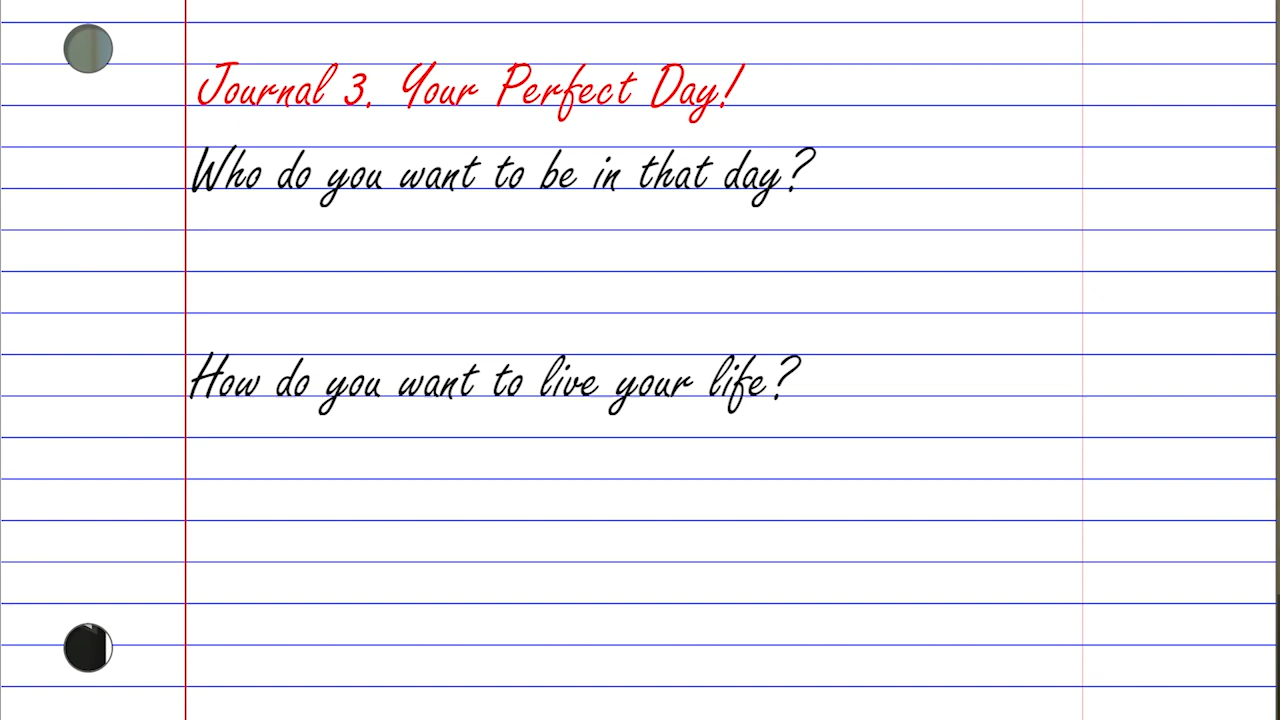 Journal 3. Your Perfect Day!
Who do you want to be in that day?
How do you want to live your life?